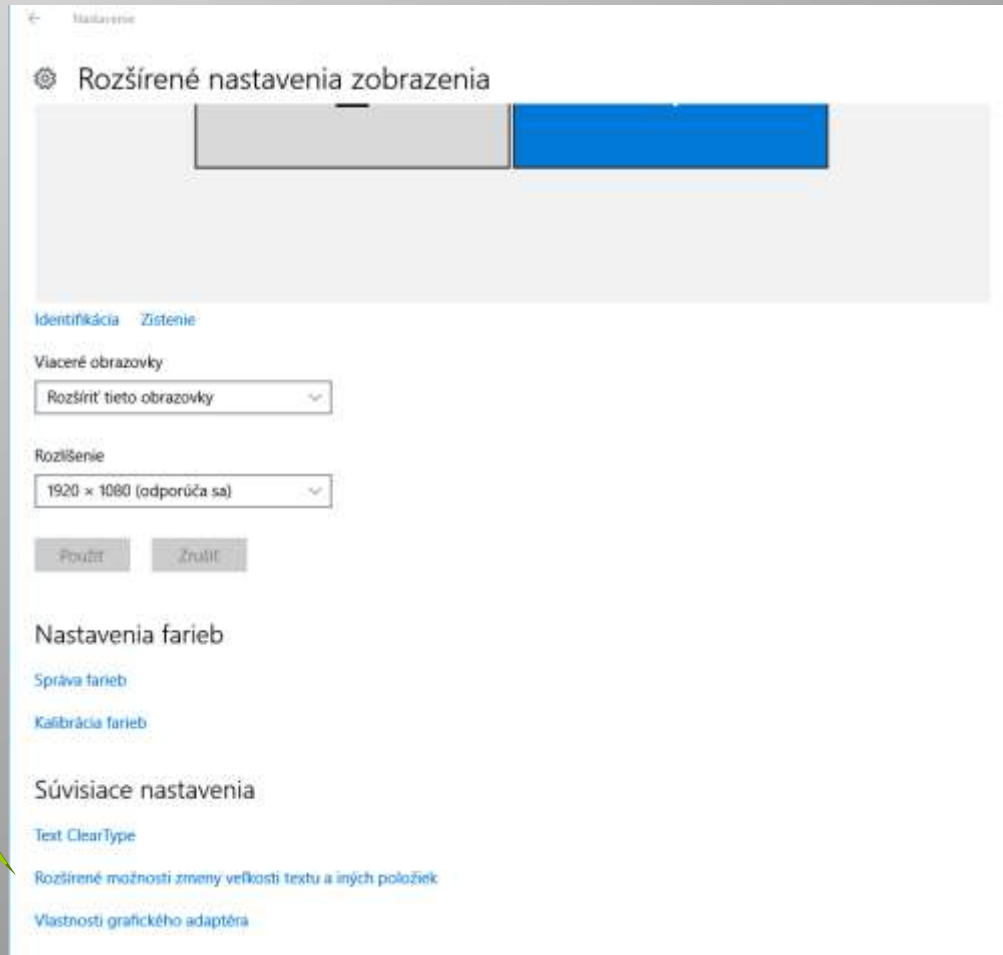 Nastavenie
Rozšírené nastavenia zobrazenia
Identifikácia Zistenie
Viaceré obrazovky
Rozšíriť tieto obrazovky
Rozlíšenie
1920 × 1080 (odporúča sa)
Použiť Zrušiť
Nastavenia farieb
Správa farieb
Kalibrácia farieb
Súvisiace nastavenia
Text ClearType
Rozšírené možnosti zmeny veľkosti textu a iných položiek
Vlastnosti grafického adaptéra